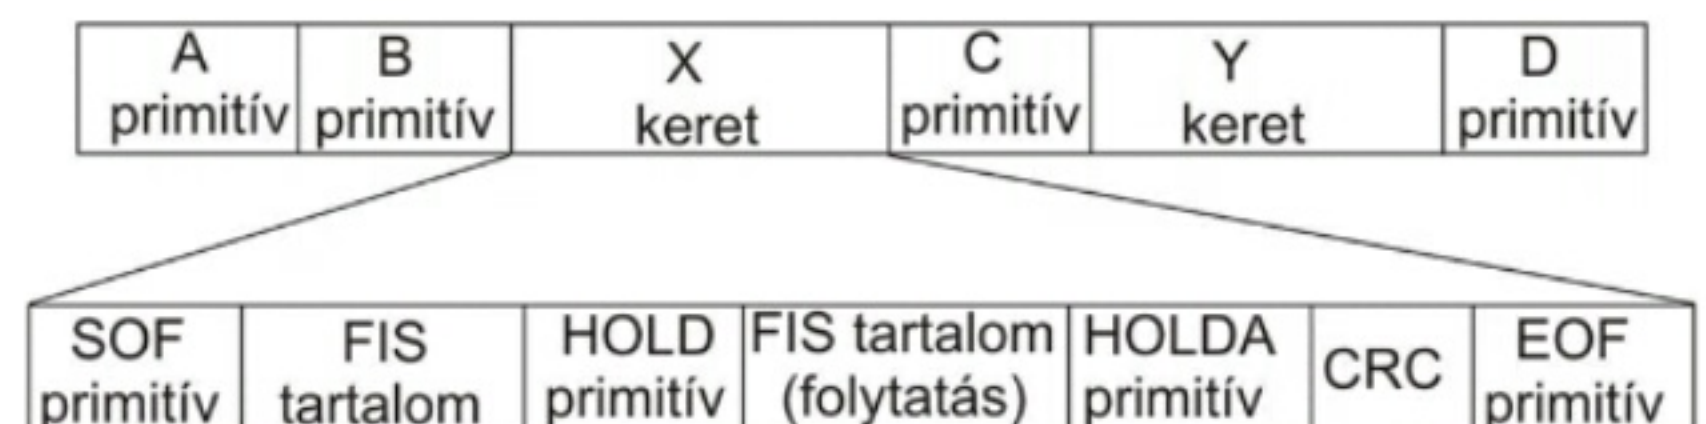 A primitív
B primitív
X keret
C primitív
Y keret
D primitív
SOF primitív
FIS tartalom
HOLD primitív
FIS tartalom (folytatás)
HOLDA primitív
CRC
EOF primitív